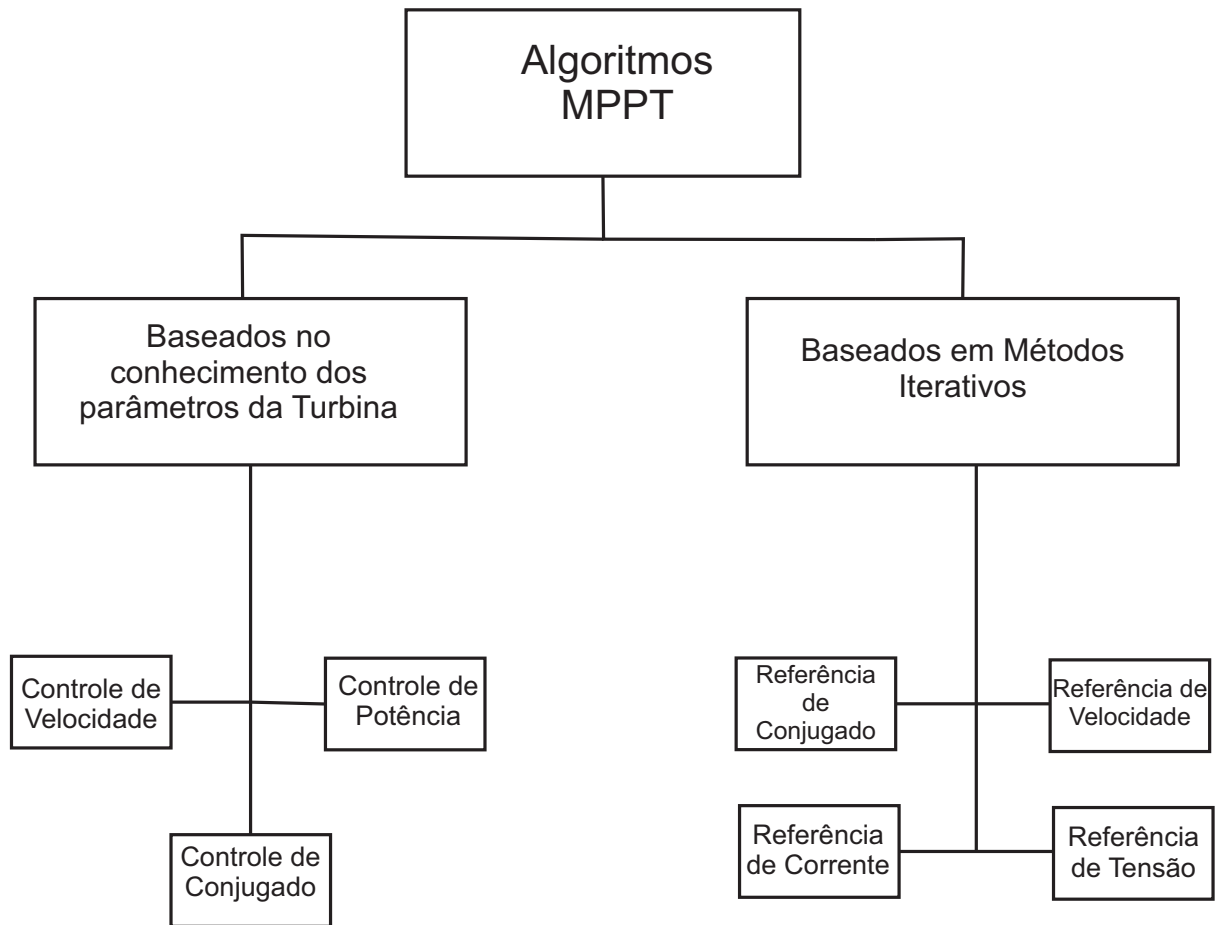 Algoritmos
MPPT
Baseados no
conhecimento dos
parâmetros da Turbina
Baseados em Métodos
Iterativos
Controle de
Velocidade
Controle de
Potência
Controle de
Conjugado
Referência
de
Conjugado
Referência de
Velocidade
Referência
de Corrente
Referência
de Tensão